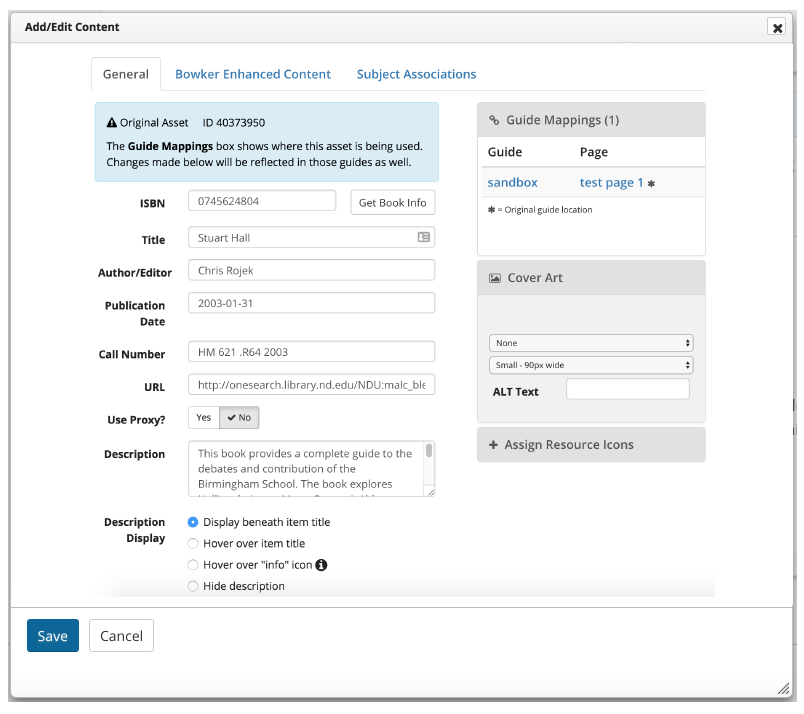 Add/Edit Content
General
Bowker Enhanced Content
Subject Associations
Original Asset ID 40373950
The Guide Mappings box shows where this asset is being used.
Changes made below will be reflected in those guides as well.
ISBN 0745624804 Get Book Info
Title Stuart Hall
Author/Editor Chris Rojek
Publication
Date
2003-01-31
Call Number HM 621 .R64 2003
URL http://onesearch.library.nd.edu/NDU:malc_ble
Use Proxy? Yes ✔ No
Description
This book provides a complete guide to the
debates and contribution of the
Birmingham School. The book explores
Description
Display
Display beneath item title
Hover over item title
Hover over "info" icon
Hide description
Guide Mappings (1)
Guide Page
sandbox test page 1 ✱
✱ = Original guide location
Cover Art
None
Small - 90px wide
ALT Text
+ Assign Resource Icons
Save
Cancel